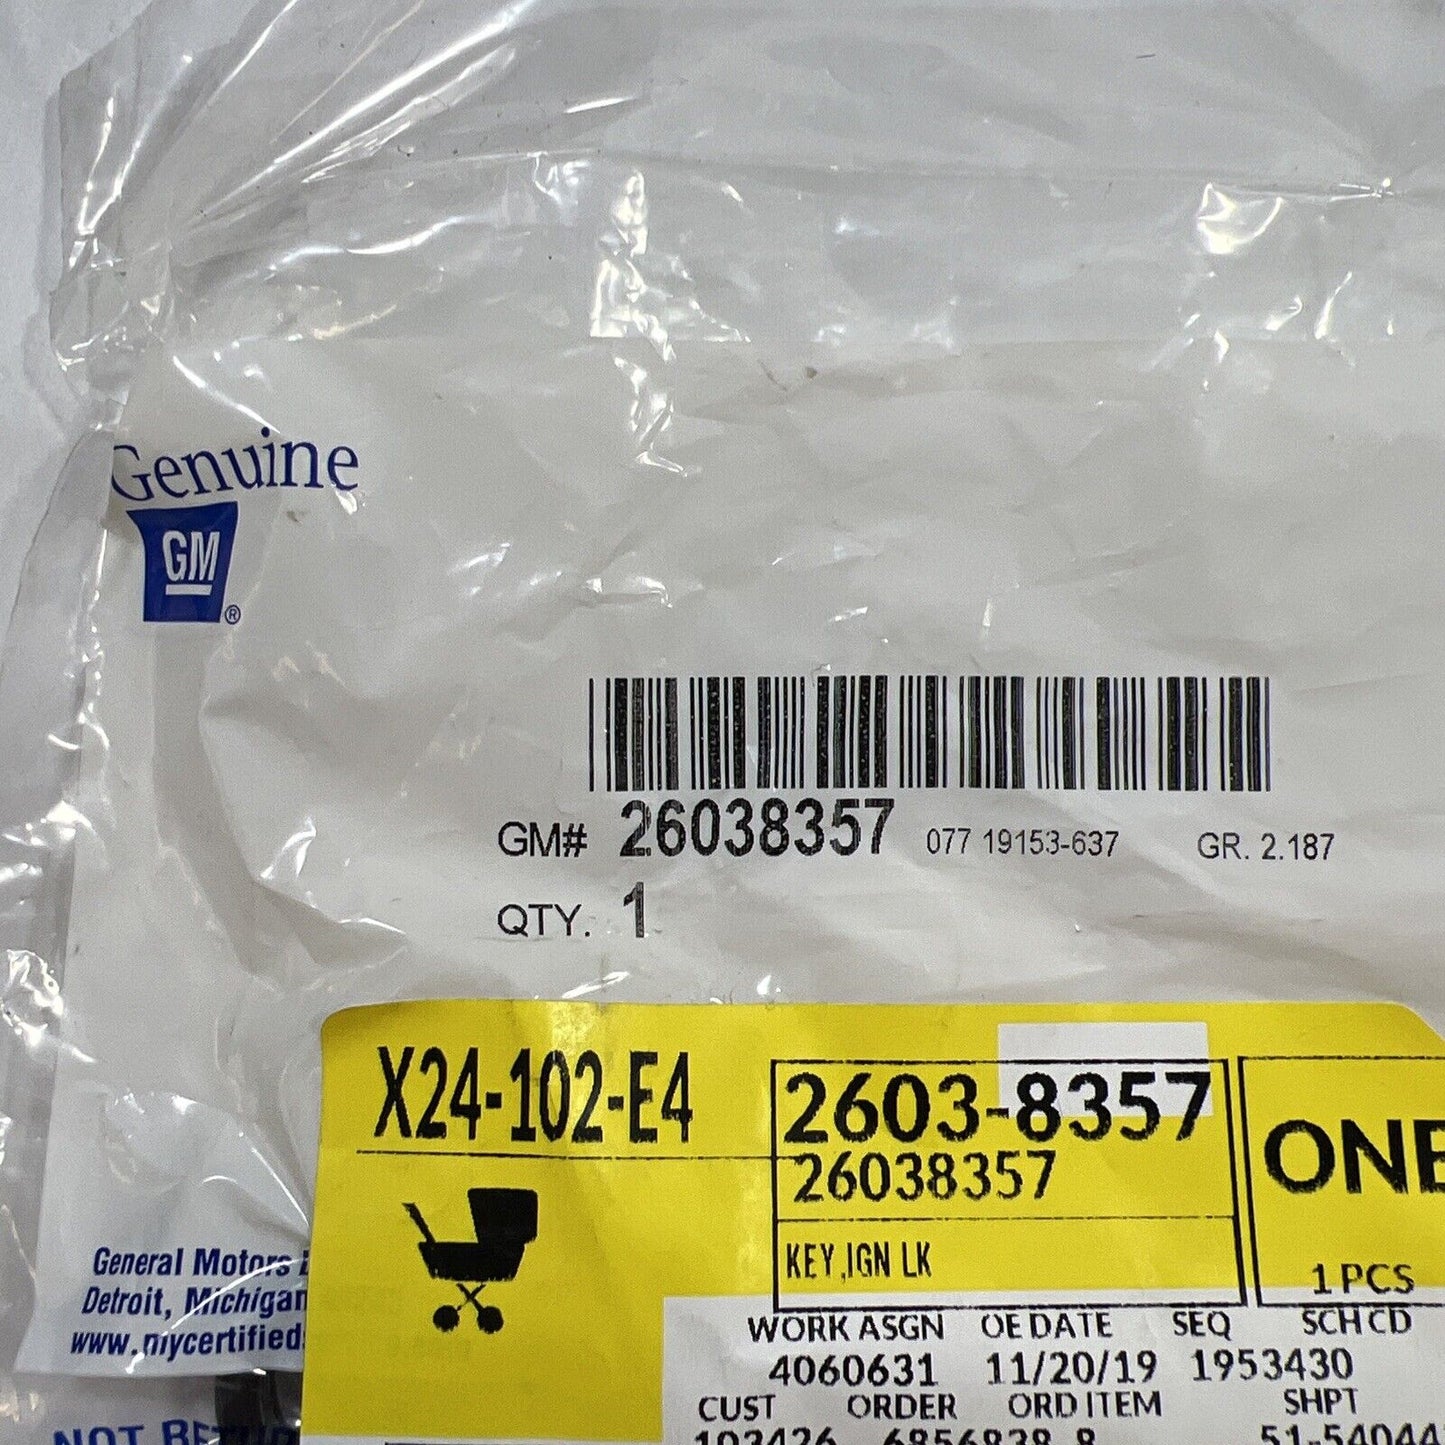 Genuine
GM ®
GM# 26038357 077 19153-637 GR. 2.187
QTY. 1
X24-102-E4
2603-8357
26038357
KEY,IGN LK
1 PCS
General Motors
Detroit, Michigan
WORK ASGN OE DATE SEQ SCH CD
4060631 11/20/19 1953430
CUST ORDER ORD ITEM SHPT
NOT